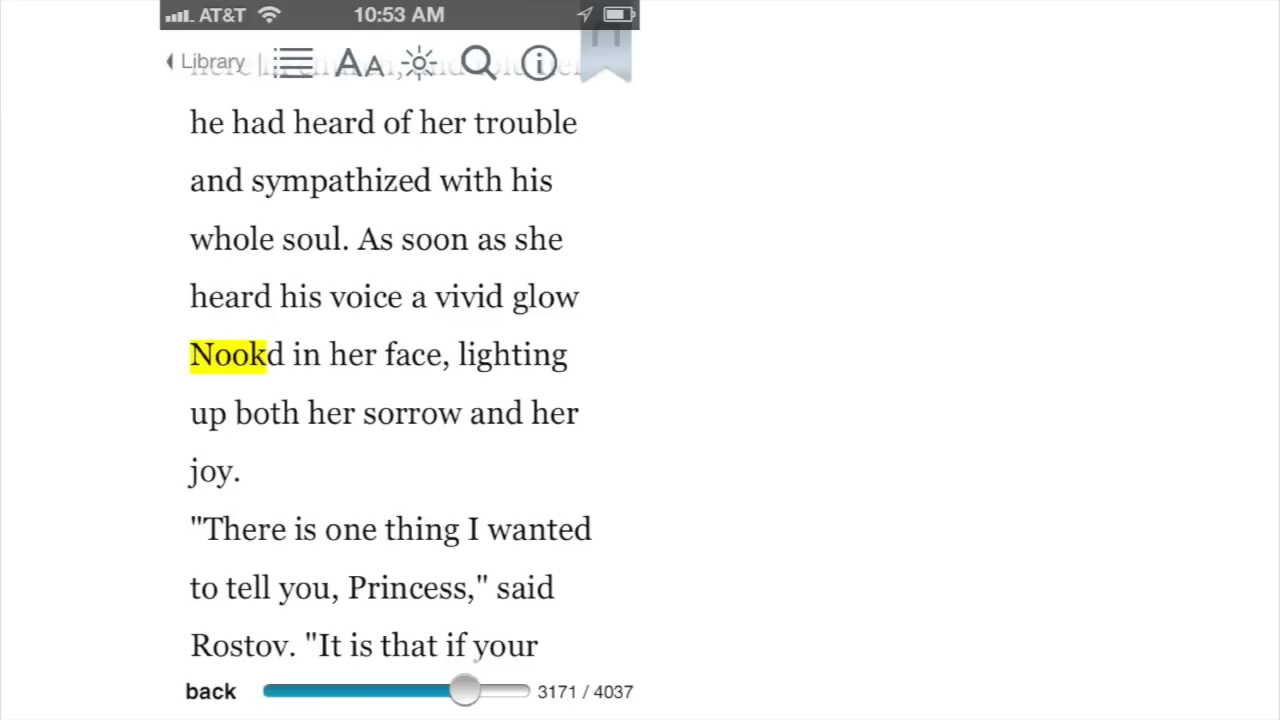 AT&T 10:53 AM
Library | AA
he had heard of her trouble
and sympathized with his
whole soul. As soon as she
heard his voice a vivid glow
Nookd in her face, lighting
up both her sorrow and her
joy.
"There is one thing I wanted
to tell you, Princess," said
Rostov. "It is that if your
back 3171 / 4037